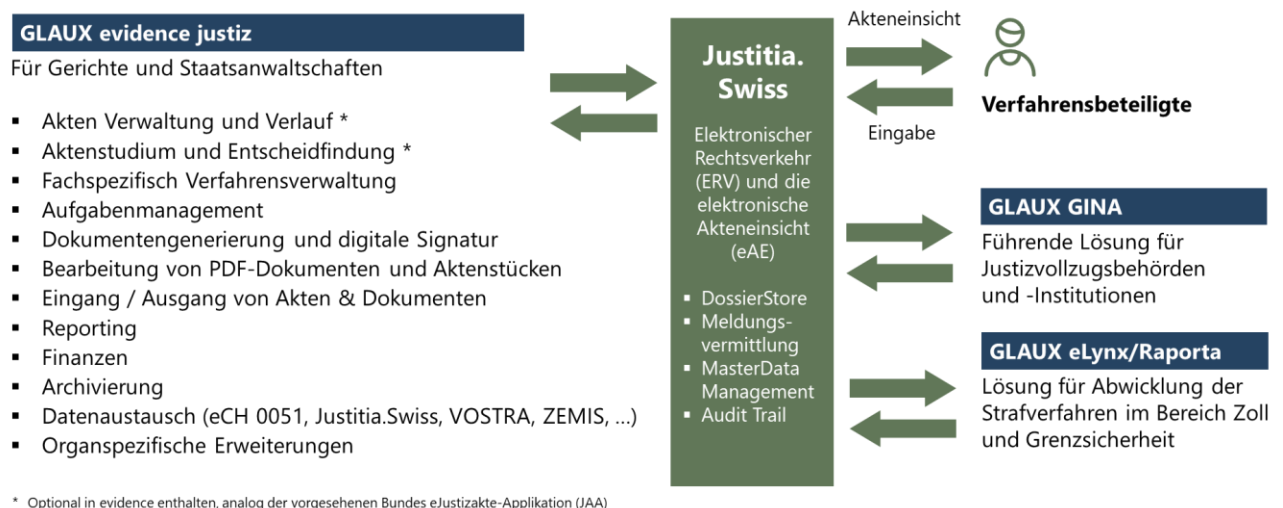 GLAUX evidence justiz
Für Gerichte und Staatsanwaltschaften
▪ Akten Verwaltung und Verlauf *
▪ Aktenstudium und Entscheidfindung *
▪ Fachspezifisch Verfahrensverwaltung
▪ Aufgabenmanagement
▪ Dokumentengenerierung und digitale Signatur
▪ Bearbeitung von PDF-Dokumenten und Aktenstücken
▪ Eingang / Ausgang von Akten & Dokumenten
▪ Reporting
▪ Finanzen
▪ Archivierung
▪ Datenaustausch (eCH 0051, Justitia.Swiss, VOSTRA, ZEMIS, ...)
▪ Organspezifische Erweiterungen
* Optional in evidence enthalten, analog der vorgesehenen Bundes eJustizakte-Applikation (JAA)
Justitia.
Swiss
Elektronischer
Rechtsverkehr
(ERV) und die
elektronische
Akteneinsicht
(eAE)
▪ DossierStore
▪ Meldungs-
vermittlung
▪ MasterData
Management
▪ Audit Trail
Akteneinsicht
Eingabe
Verfahrensbeteiligte
GLAUX GINA
Führende Lösung für
Justizvollzugsbehörden
und -Institutionen
GLAUX eLynx/Raporta
Lösung für Abwicklung der
Strafverfahren im Bereich Zoll
und Grenzsicherheit